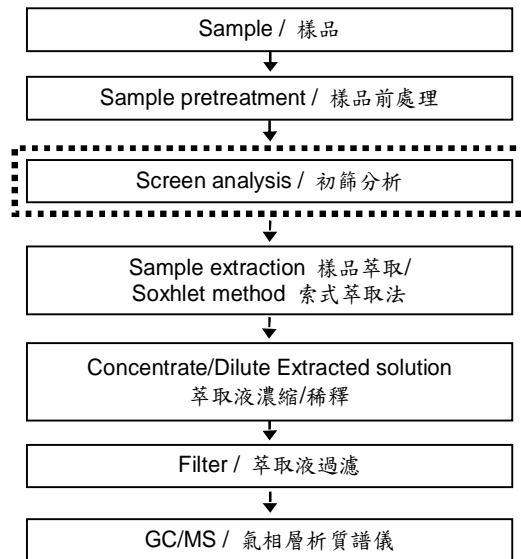 Sample / 樣品
Sample pretreatment / 樣品前處理
Screen analysis / 初篩分析
Sample extraction 樣品萃取/
Soxhlet method 索式萃取法
Concentrate/Dilute Extracted solution
萃取液濃縮/稀釋
Filter / 萃取液過濾
GC/MS / 氣相層析質譜儀